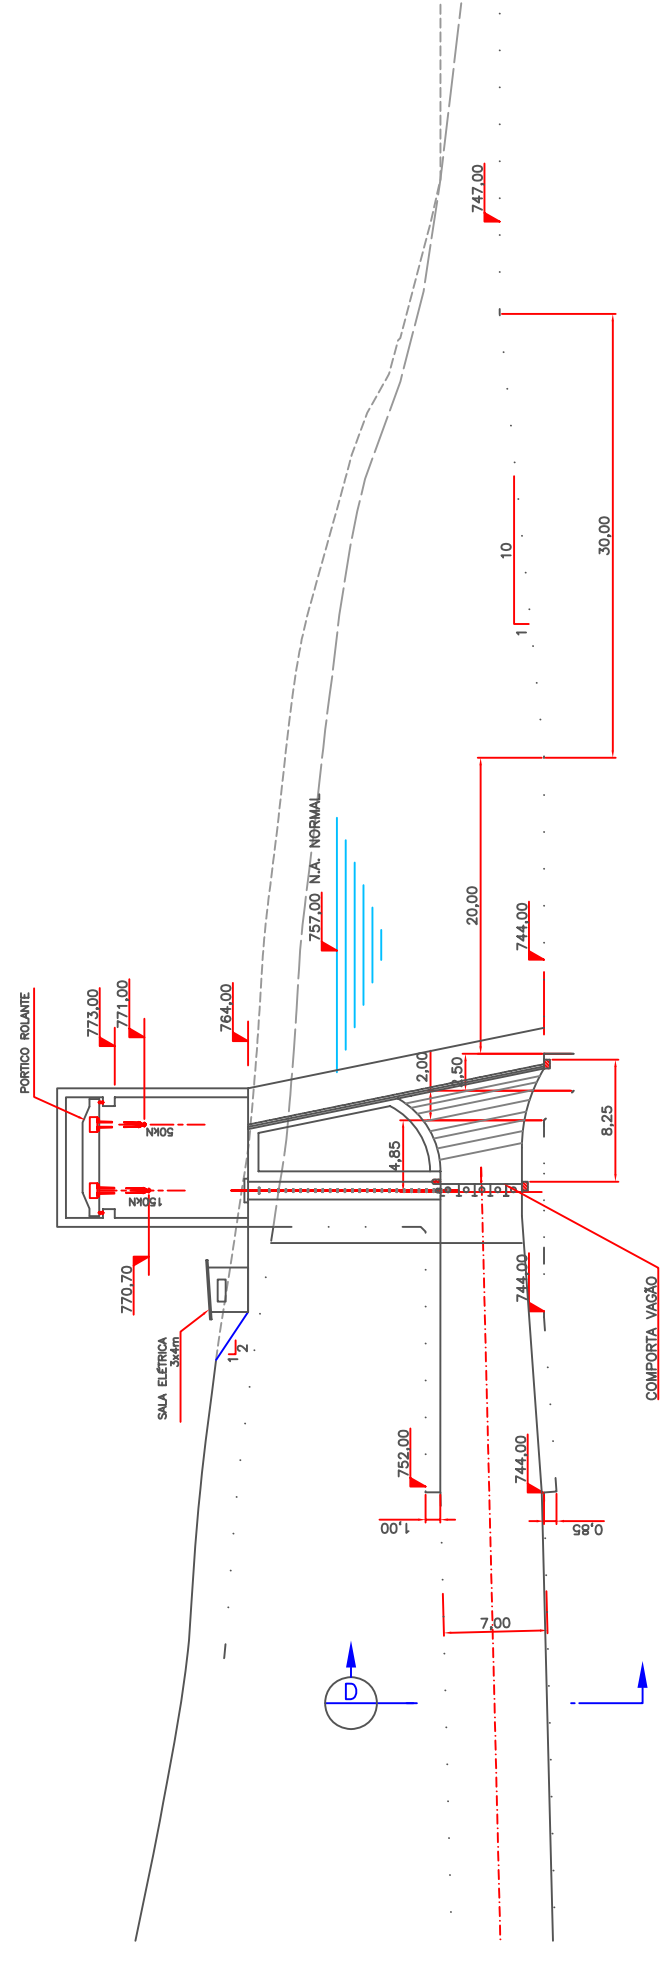 747,00
30,00
10
1
20,00
757,00 N.A. NORMAL
744,00
PORTICO ROLANTE
773,00
771,00
764,00
2,00
2,50
8,25
4,85
50kN
150kN
770,70
744,00
SALA ELÉTRICA
3x4m
1
2
COMPORTA VAGÃO
752,00
744,00
1,00
0,85
7,00
D